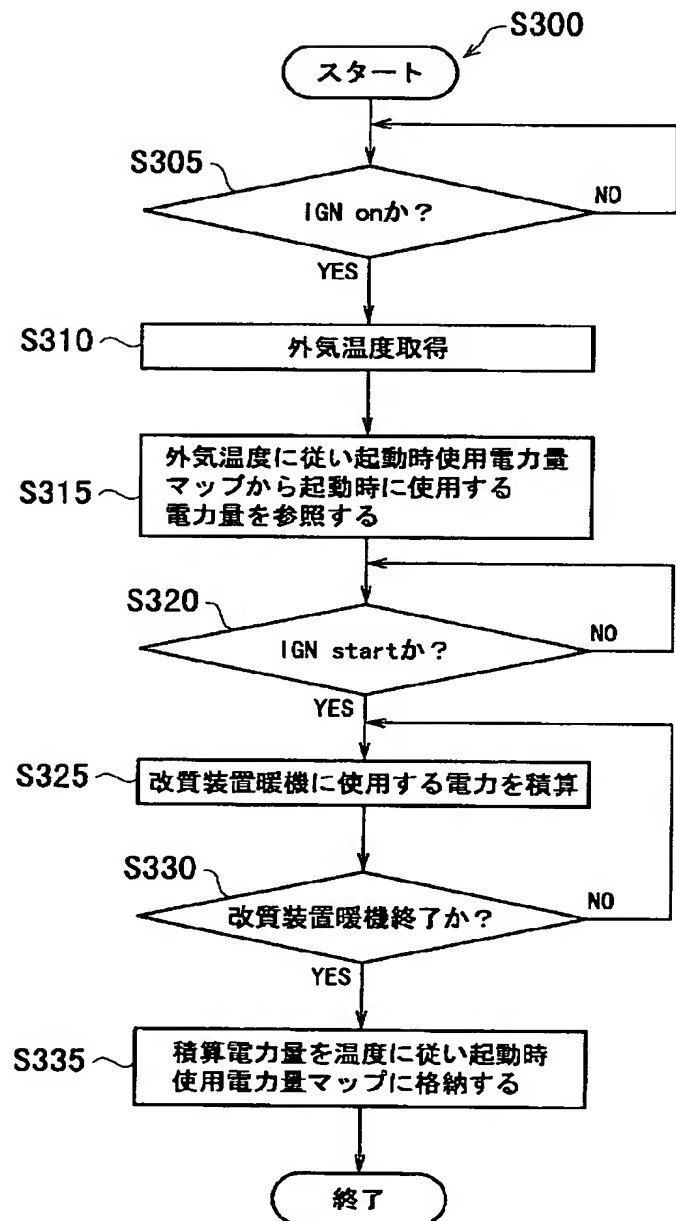 S300
スタート
S305
IGN onか？
NO
YES
S310
外気温度取得
S315
外気温度に従い起動時使用電力量
マップから起動時に使用する
電力量を参照する
S320
IGN startか？
NO
YES
S325
改質装置暖機に使用する電力を積算
S330
改質装置暖機終了か？
NO
YES
S335
積算電力量を温度に従い起動時
使用電力量マップに格納する
終了